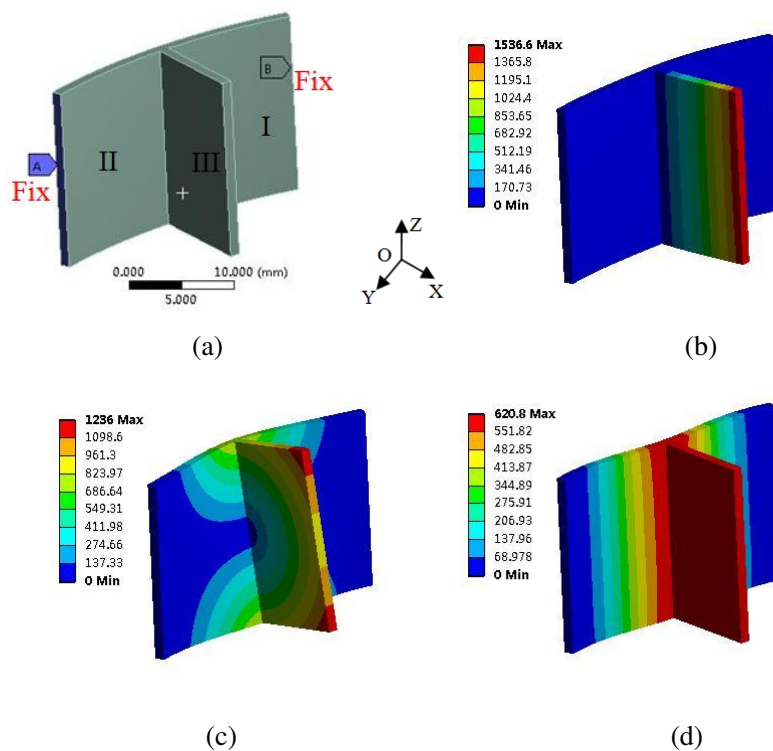 B
Fix
I
II
III
A
Fix
0.000
10.000 (mm)
5.000
(a)
Z
O
Y
X
1536.6 Max
1365.8
1195.1
1024.4
853.65
682.92
512.19
341.46
170.73
0 Min
(b)
1236 Max
1098.6
961.3
823.97
686.64
549.31
411.98
274.66
137.33
0 Min
(c)
620.8 Max
551.82
482.85
413.87
344.89
275.91
206.93
137.96
68.978
0 Min
(d)